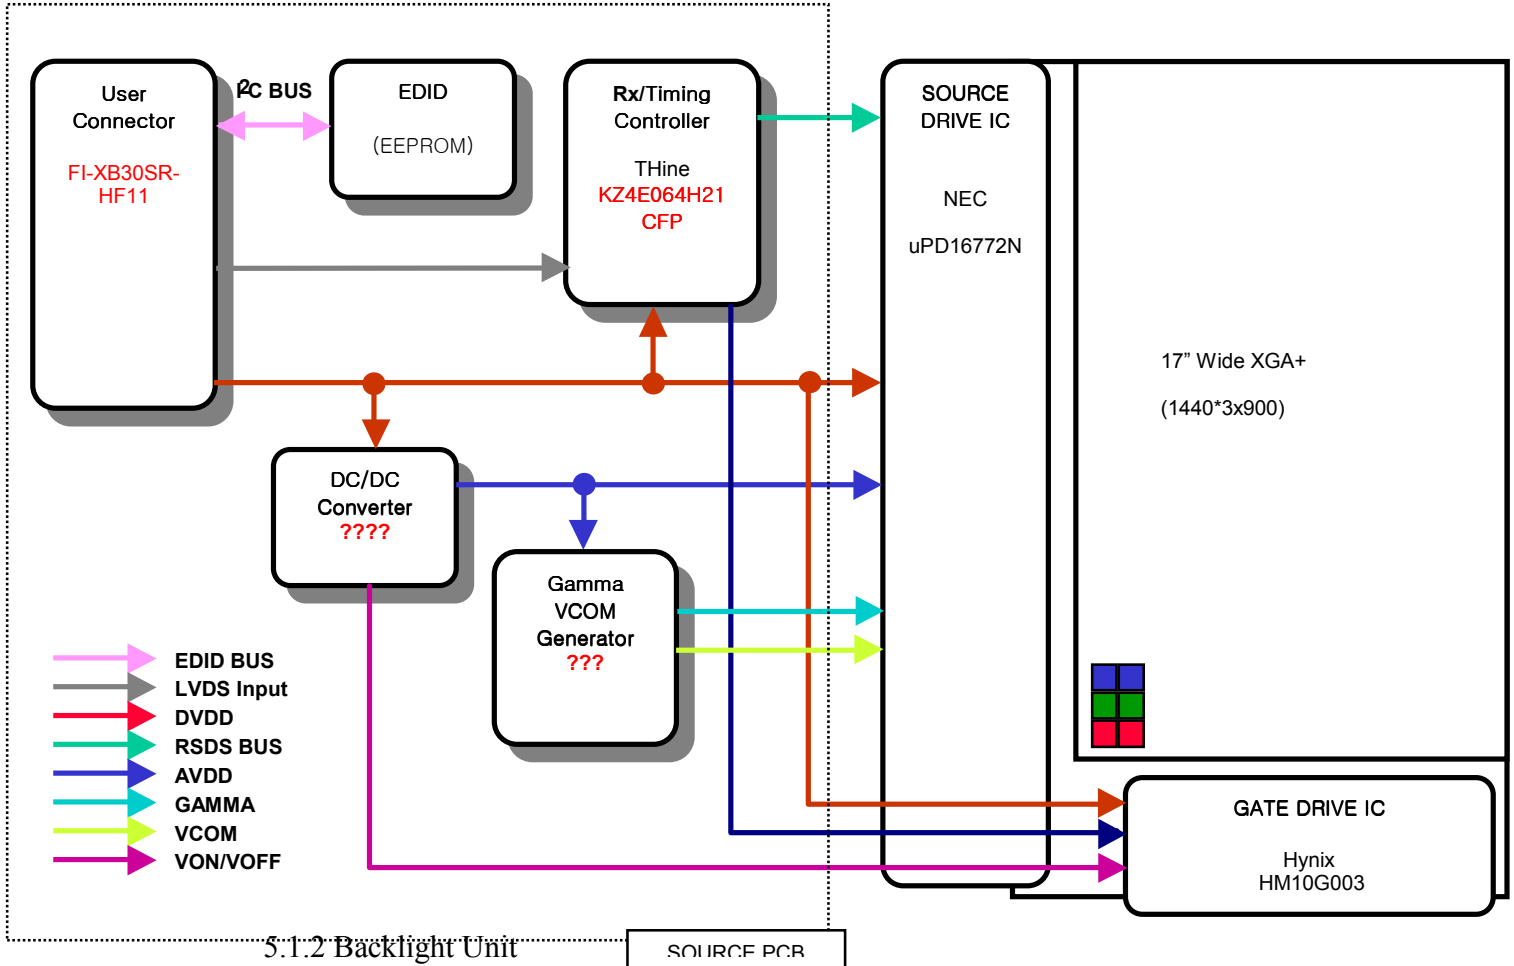 User
Connector
FI-XB30SR-
HF11
I²C BUS
EDID
(EEPROM)
Rx/Timing
Controller
THine
KZ4E064H21
CFP
SOURCE
DRIVE IC
NEC
uPD16772N
17” Wide XGA+
(1440*3x900)
DC/DC
Converter
????
Gamma
VCOM
Generator
???
EDID BUS
LVDS Input
DVDD
RSDS BUS
AVDD
GAMMA
VCOM
VON/VOFF
GATE DRIVE IC
Hynix
HM10G003
5.1.2 Backlight Unit
SOURCE PCB